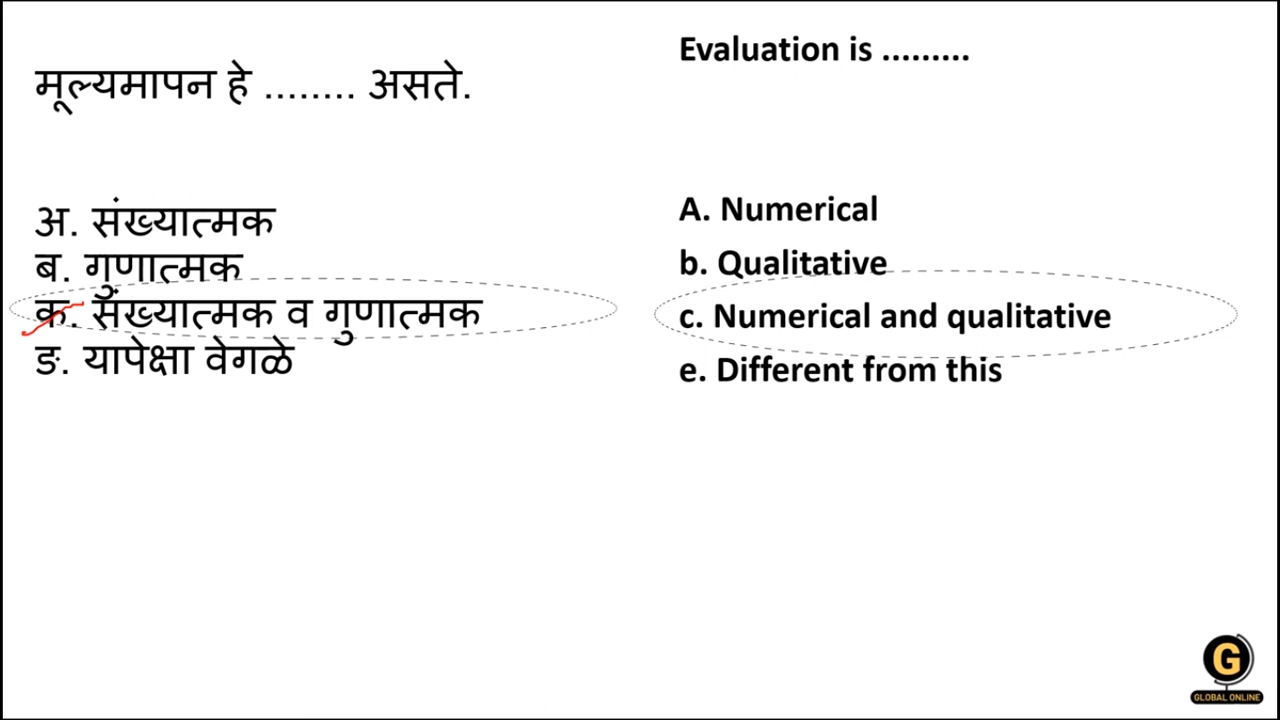 मूल्यमापन हे ........ असते.
अ. संख्यात्मक
ब. गुणात्मक
क. संख्यात्मक व गुणात्मक
ङ. यापेक्षा वेगळे
Evaluation is .........
A. Numerical
b. Qualitative
c. Numerical and qualitative
e. Different from this
G
GLOBAL ONLINE